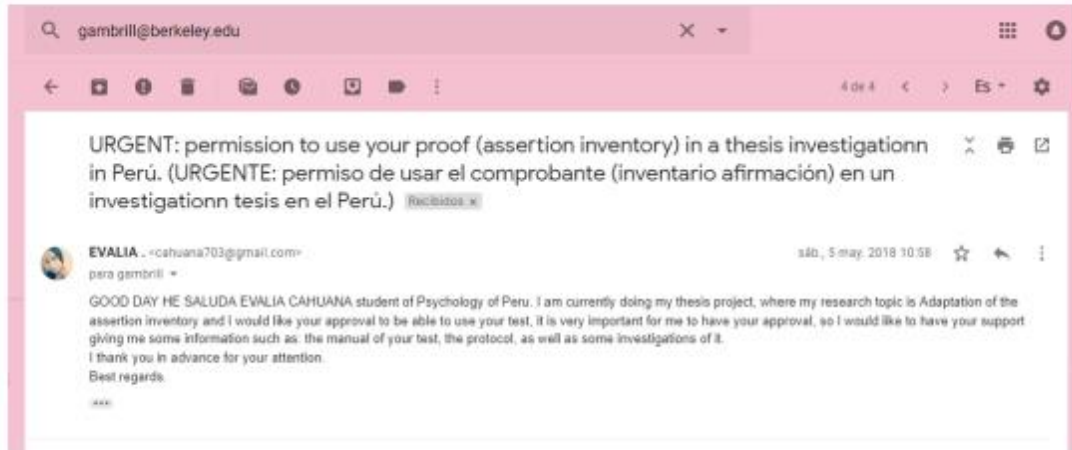 gambrill@berkeley.edu
4 de 4
Es
URGENT: permission to use your proof (assertion inventory) in a thesis investigationn
in Perú. (URGENTE: permiso de usar el comprobante (inventario afirmación) en un
investigationn tesis en el Perú.) Recibidos x
EVALIA . <cahuana703@gmail.com>
sáb., 5 may. 2018 10:58
para gambrill
GOOD DAY HE SALUDA EVALIA CAHUANA student of Psychology of Peru. I am currently doing my thesis project, where my research topic is Adaptation of the
assertion inventory and I would like your approval to be able to use your test, it is very important for me to have your approval, so I would like to have your support
giving me some information such as: the manual of your test, the protocol, as well as some investigations of it.
I thank you in advance for your attention.
Best regards.